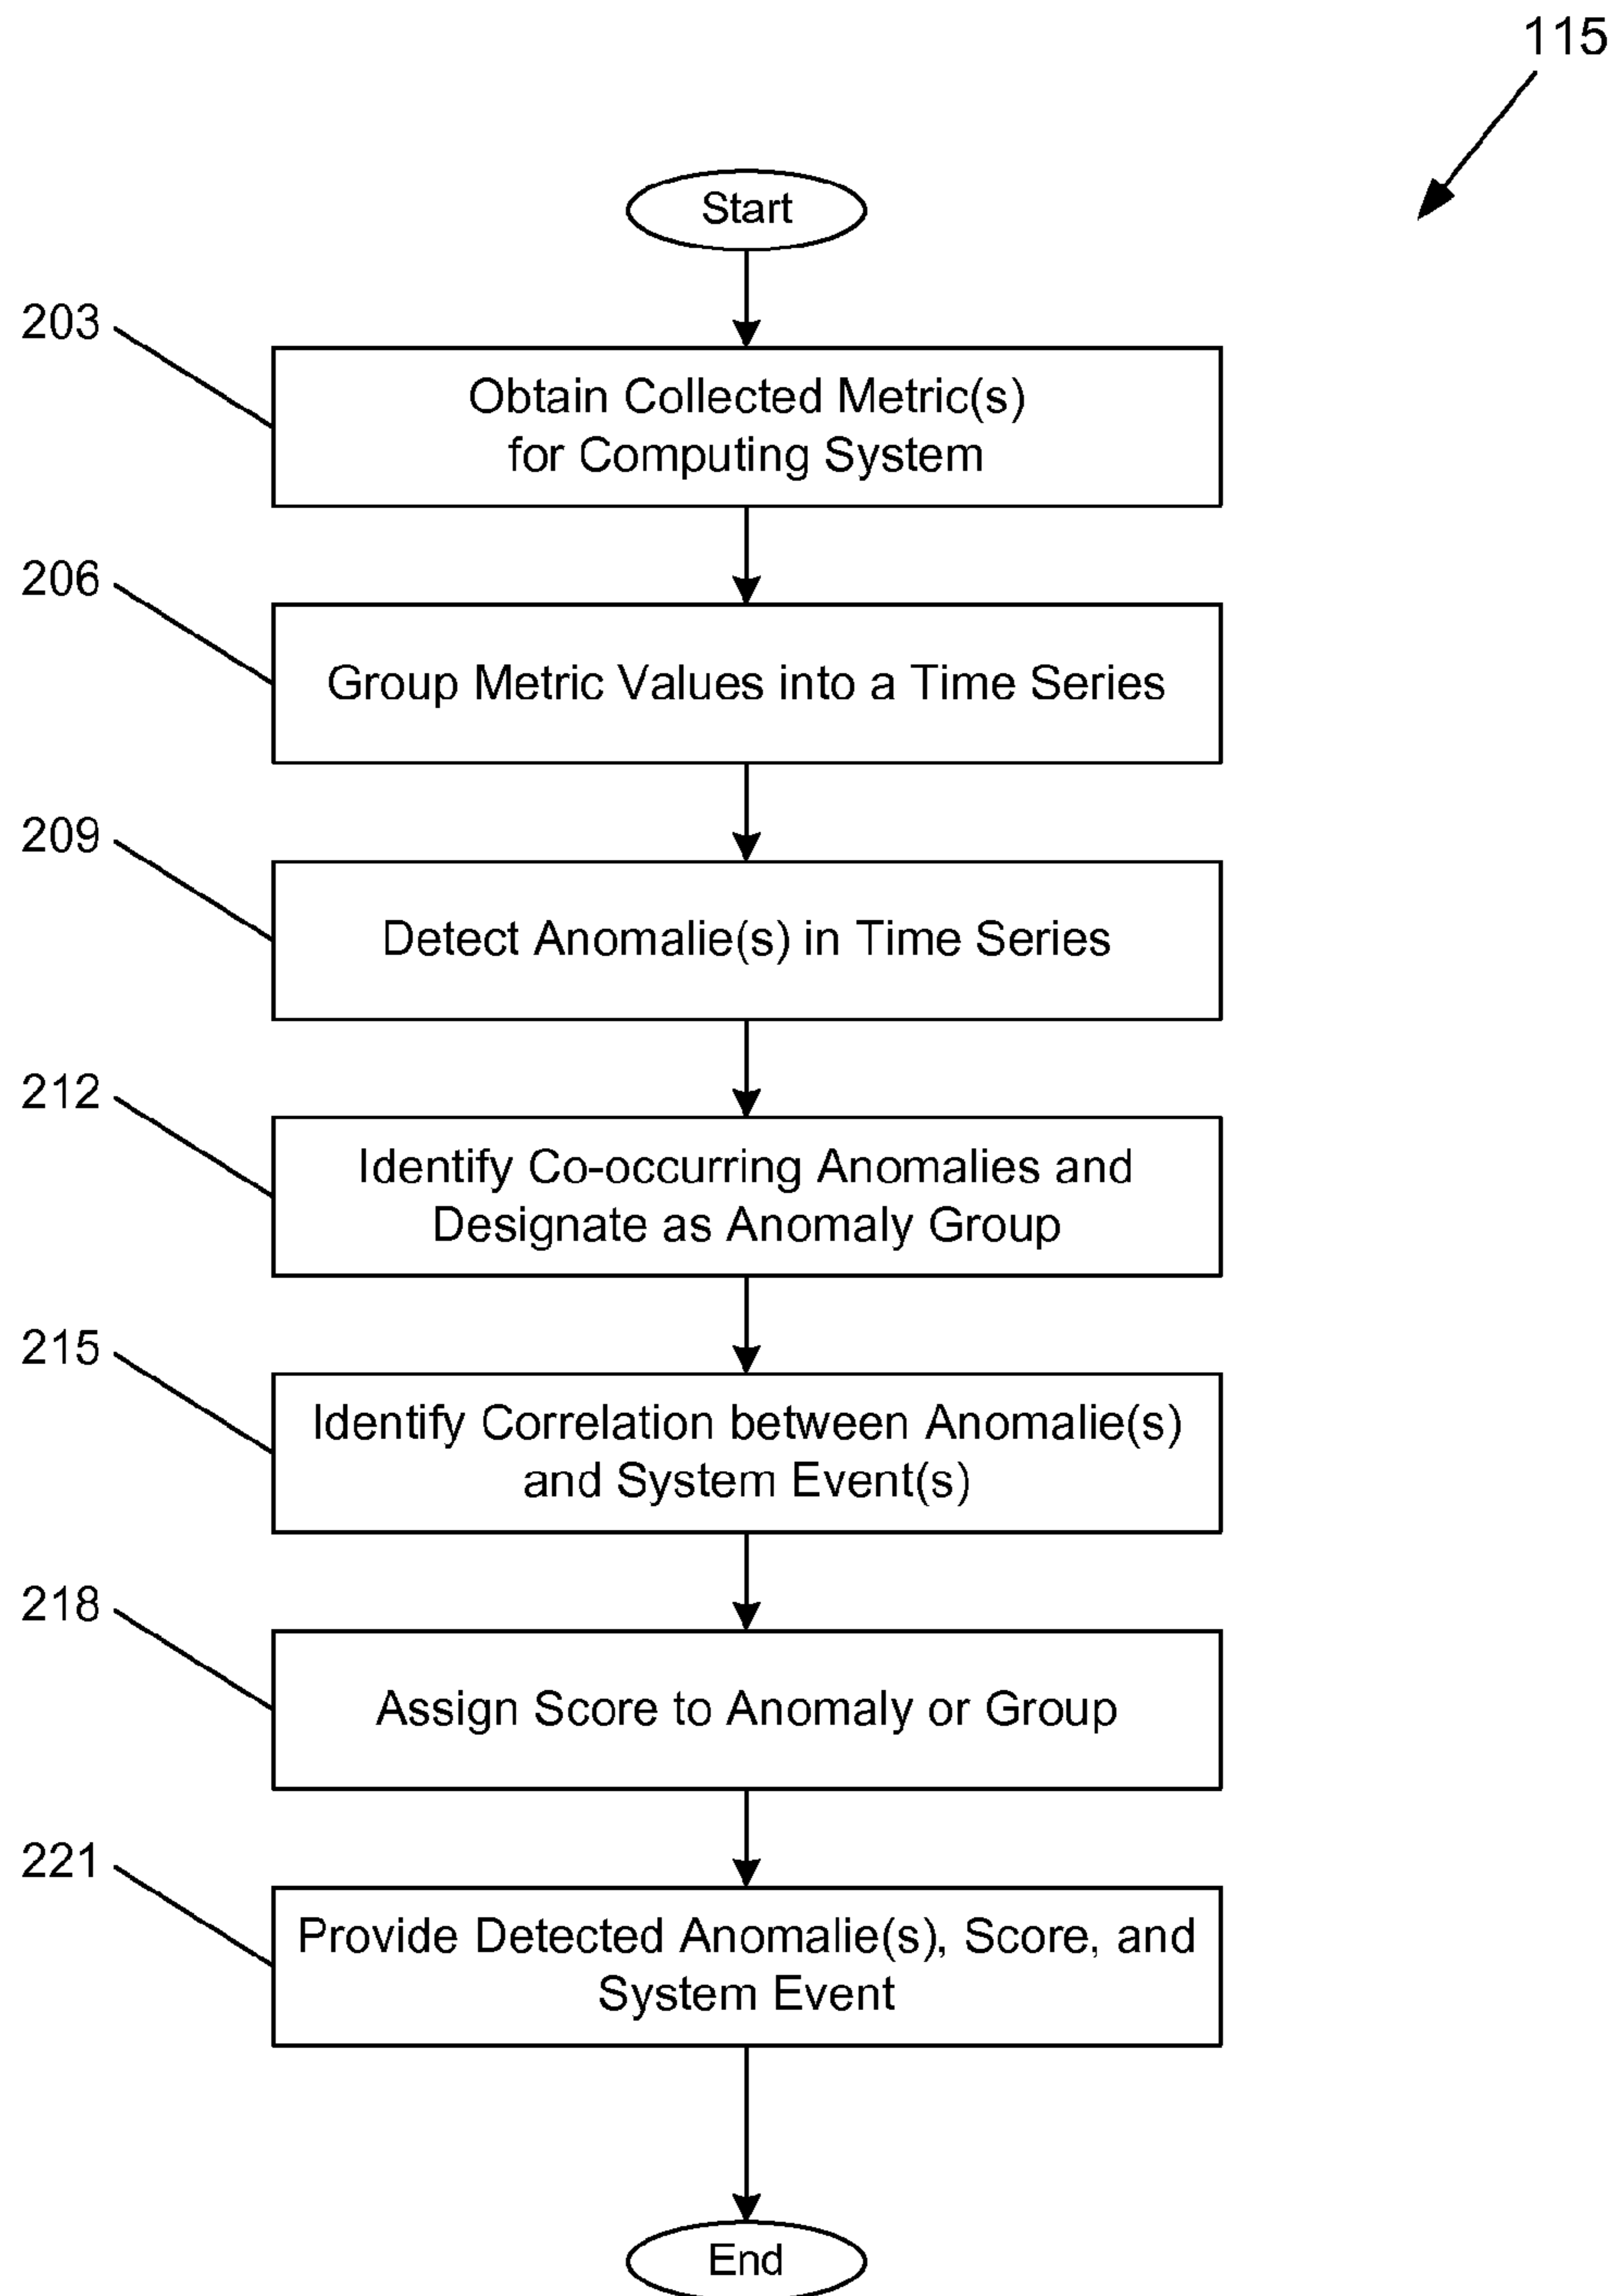 115
Start
203
Obtain Collected Metric(s)
for Computing System
206
Group Metric Values into a Time Series
209
Detect Anomalie(s) in Time Series
212
Identify Co-occurring Anomalies and
Designate as Anomaly Group
215
Identify Correlation between Anomalie(s)
and System Event(s)
218
Assign Score to Anomaly or Group
221
Provide Detected Anomalie(s), Score, and
System Event
End